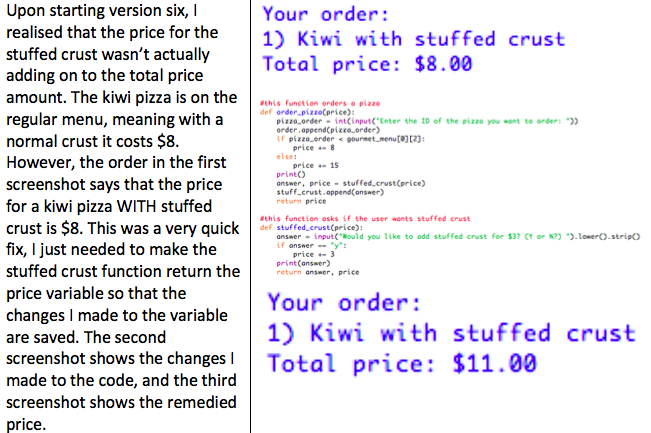 Upon starting version six, I
realised that the price for the
stuffed crust wasn't actually
adding on to the total price
amount. The kiwi pizza is on the
regular menu, meaning with a
normal crust it costs $8.
However, the order in the first
screenshot says that the price
for a kiwi pizza WITH stuffed
crust is $8. This was a very quick
fix, I just needed to make the
stuffed crust function return the
price variable so that the
changes I made to the variable
are saved. The second
screenshot shows the changes I
made to the code, and the third
screenshot shows the remedied
price.
Your order:
1) Kiwi with stuffed crust
Total price: $8.00
#this function orders a pizza
def order_pizza(price):
pizza_order = int(input("Enter the ID of the pizza you want to order: "))
order.append(pizza_order)
if pizza_order < gourmet_menu[0][2]:
price += 8
else:
price += 15
print()
answer, price = stuffed_crust(price)
stuff_crust.append(answer)
return price
#this function asks if the user wants stuffed crust
def stuffed_crust(price):
answer = input("Would you like to add stuffed crust for $3? (Y or N?) ").lower().strip()
if answer == "y":
price += 3
print(answer)
return answer, price
Your order:
1) Kiwi with stuffed crust
Total price: $11.00